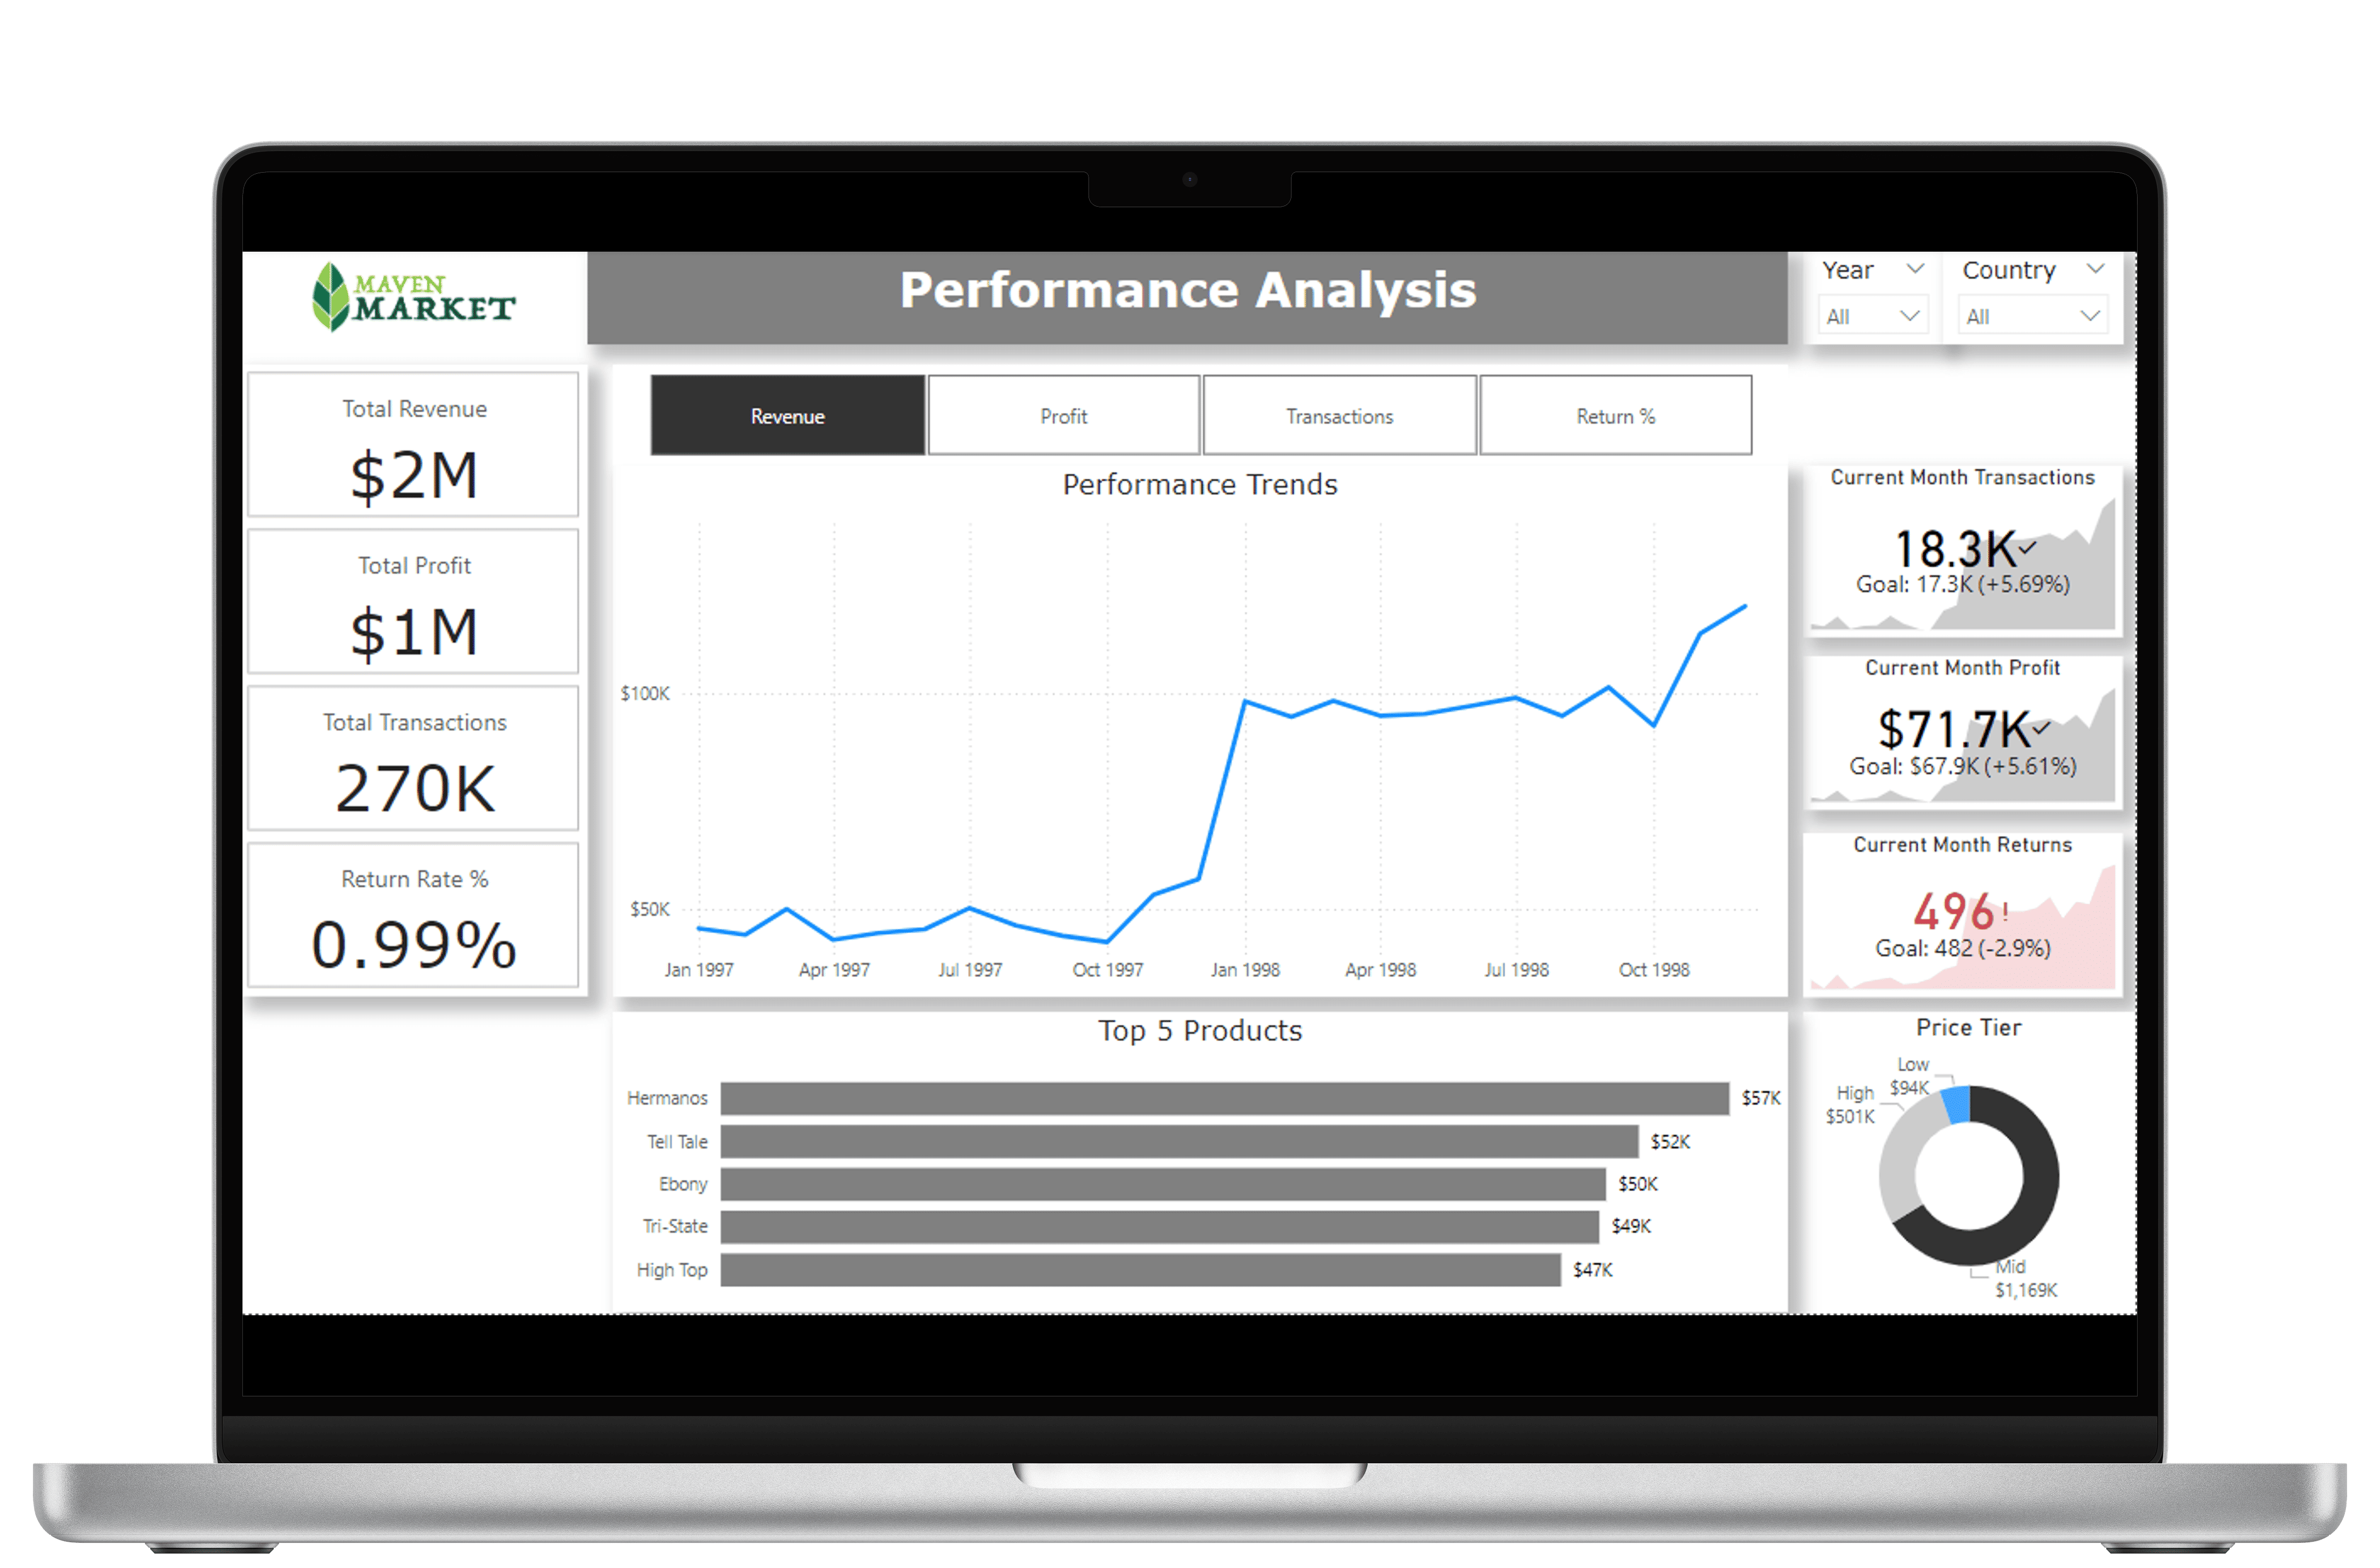 MAVEN
MARKET
Performance Analysis
Year
Country
All
All
Total Revenue
$2M
Total Profit
$1M
Total Transactions
270K
Return Rate %
0.99%
Revenue
Profit
Transactions
Return %
Performance Trends
$100K
$50K
Jan 1997
Apr 1997
Jul 1997
Oct 1997
Jan 1998
Apr 1998
Jul 1998
Oct 1998
Current Month Transactions
18.3K✓
Goal: 17.3K (+5.69%)
Current Month Profit
$71.7K✓
Goal: $67.9K (+5.61%)
Current Month Returns
496!
Goal: 482 (-2.9%)
Top 5 Products
Hermanos
$57K
Tell Tale
$52K
Ebony
$50K
Tri-State
$49K
High Top
$47K
Price Tier
Low
$94K
High
$501K
Mid
$1,169K